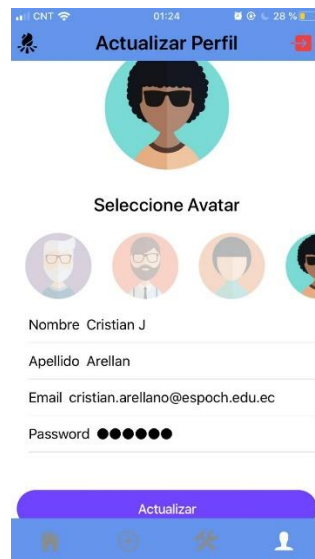 CNT 01:24 28 %
Actualizar Perfil
Seleccione Avatar
Nombre Cristian J
Apellido Arellan
Email cristian.arellano@espoch.edu.ec
Password ●●●●●●
Actualizar